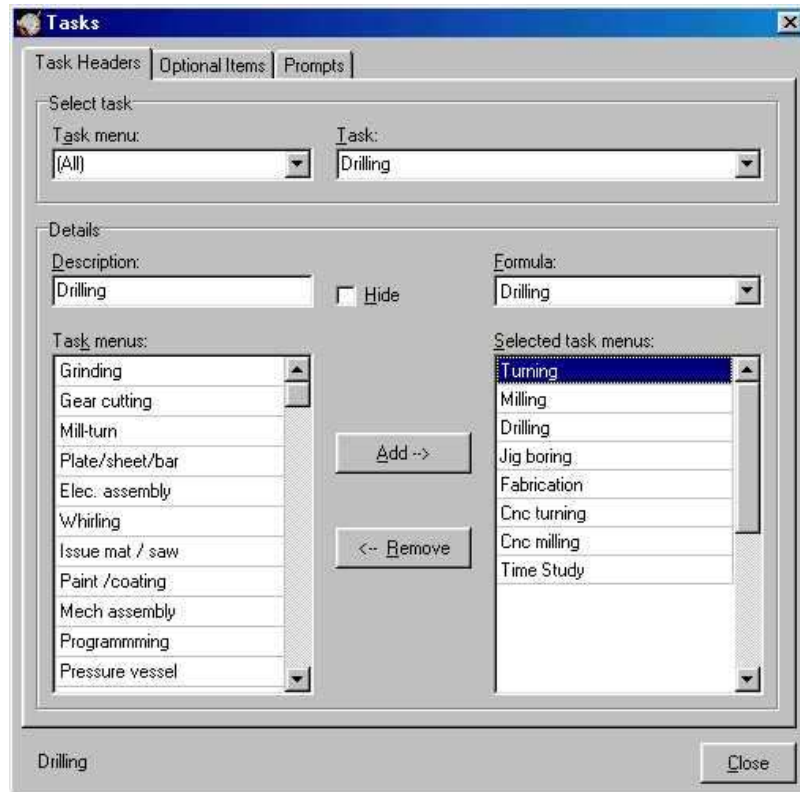 Tasks
Task Headers Optional Items Prompts
Select task
Task menu: Task:
(All) Drilling
Details
Description: Formula:
Drilling Hide Drilling
Task menus: Selected task menus:
Grinding Turning
Gear cutting Milling
Mill-turn Drilling
Plate/sheet/bar Add --> Jig boring
Elec. assembly Fabrication
Whirling Cnc turning
Issue mat / saw <-- Remove Cnc milling
Paint /coating Time Study
Mech assembly
Programmming
Pressure vessel
Drilling Close